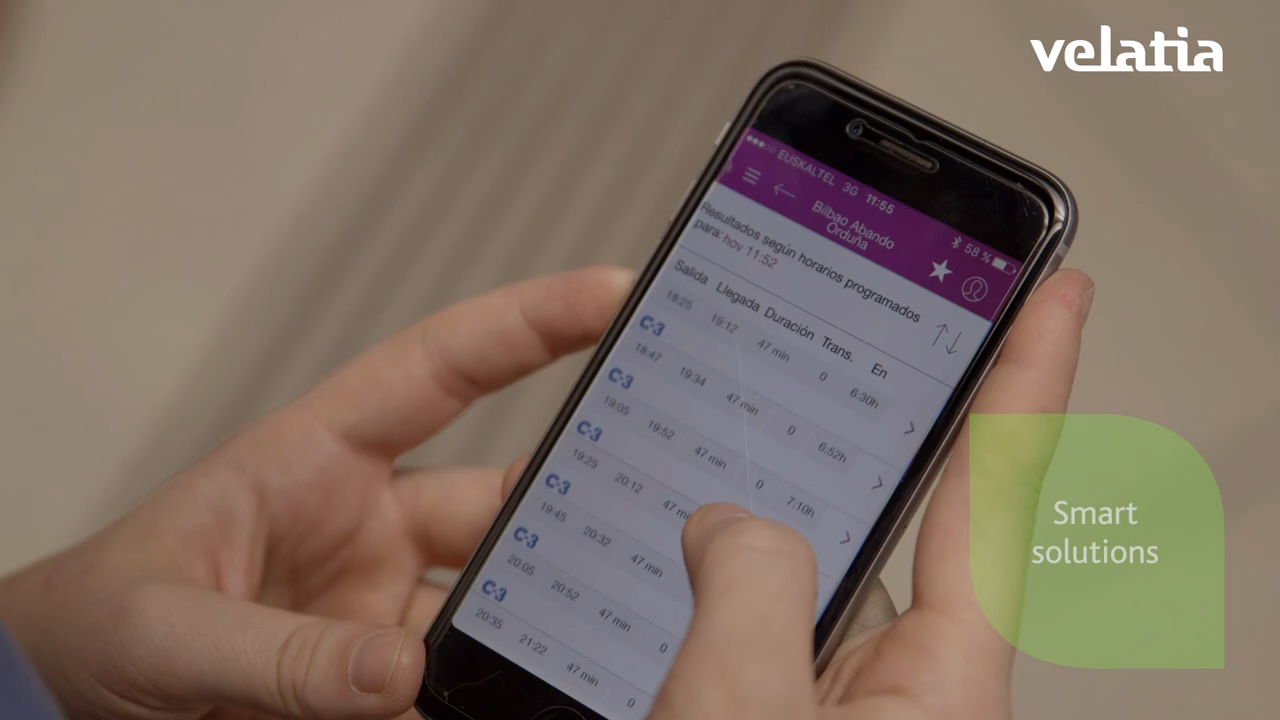 velatia
EUSKALTEL 3G 11:55
58 %
Bilbao Abando
Orduña
Resultados según horarios programados
para: hoy 11:52
Salida Llegada Duración Trans. En
18:25 19:12 47 min 0 6:30h
C-3
18:47 19:34 47 min 0 6:52h
C-3
19:05 19:52 47 min 0 7:10h
C-3
19:25 20:12 47 min
C-3
19:45 20:32 47 min
C-3
20:05 20:52 47 min 0
C-3
20:35 21:22 47 min 0
Smart
solutions